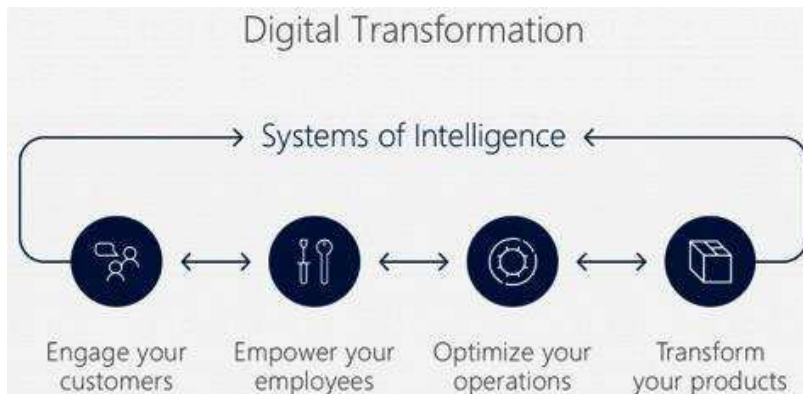 Digital Transformation
Systems of Intelligence
Engage your
customers
Empower your
employees
Optimize your
operations
Transform
your products